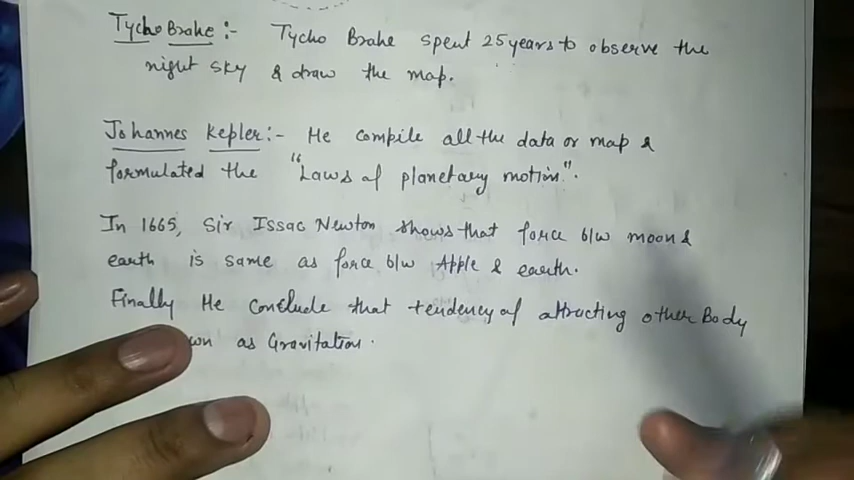 Tycho Brahe :- Tycho Brahe spent 25 years to observe the
night sky & draw the map.
Johannes Kepler :- He compile all the data or map &
formulated the "Laws of planetary motion".
In 1665, Sir Issac Newton shows that force b/w moon &
earth is same as force b/w Apple & earth.
Finally He conclude that tendency of attracting other Body
wn as Gravitation.